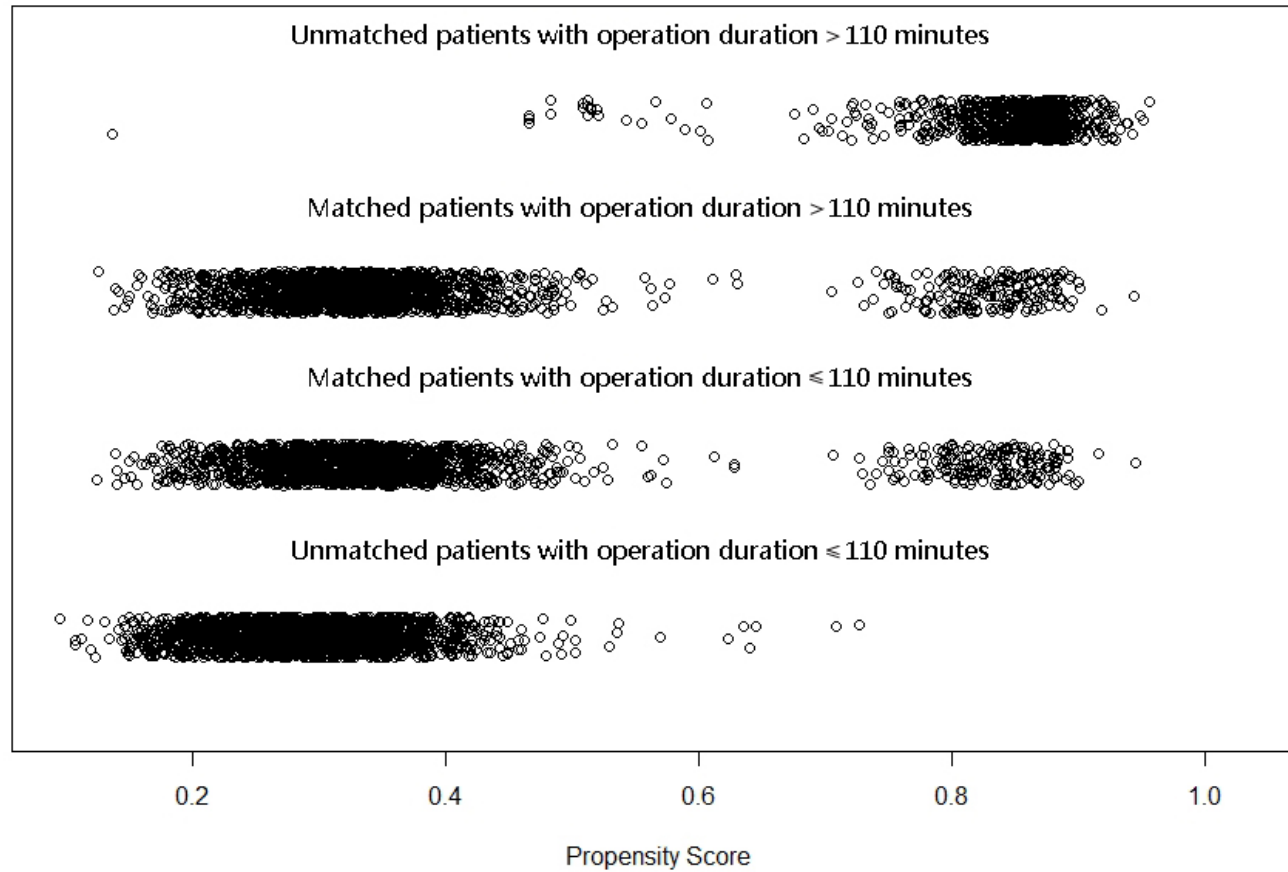 Unmatched patients with operation duration >110 minutes
Matched patients with operation duration >110 minutes
Matched patients with operation duration ≤110 minutes
Unmatched patients with operation duration ≤110 minutes
0.2 0.4 0.6 0.8 1.0
Propensity Score